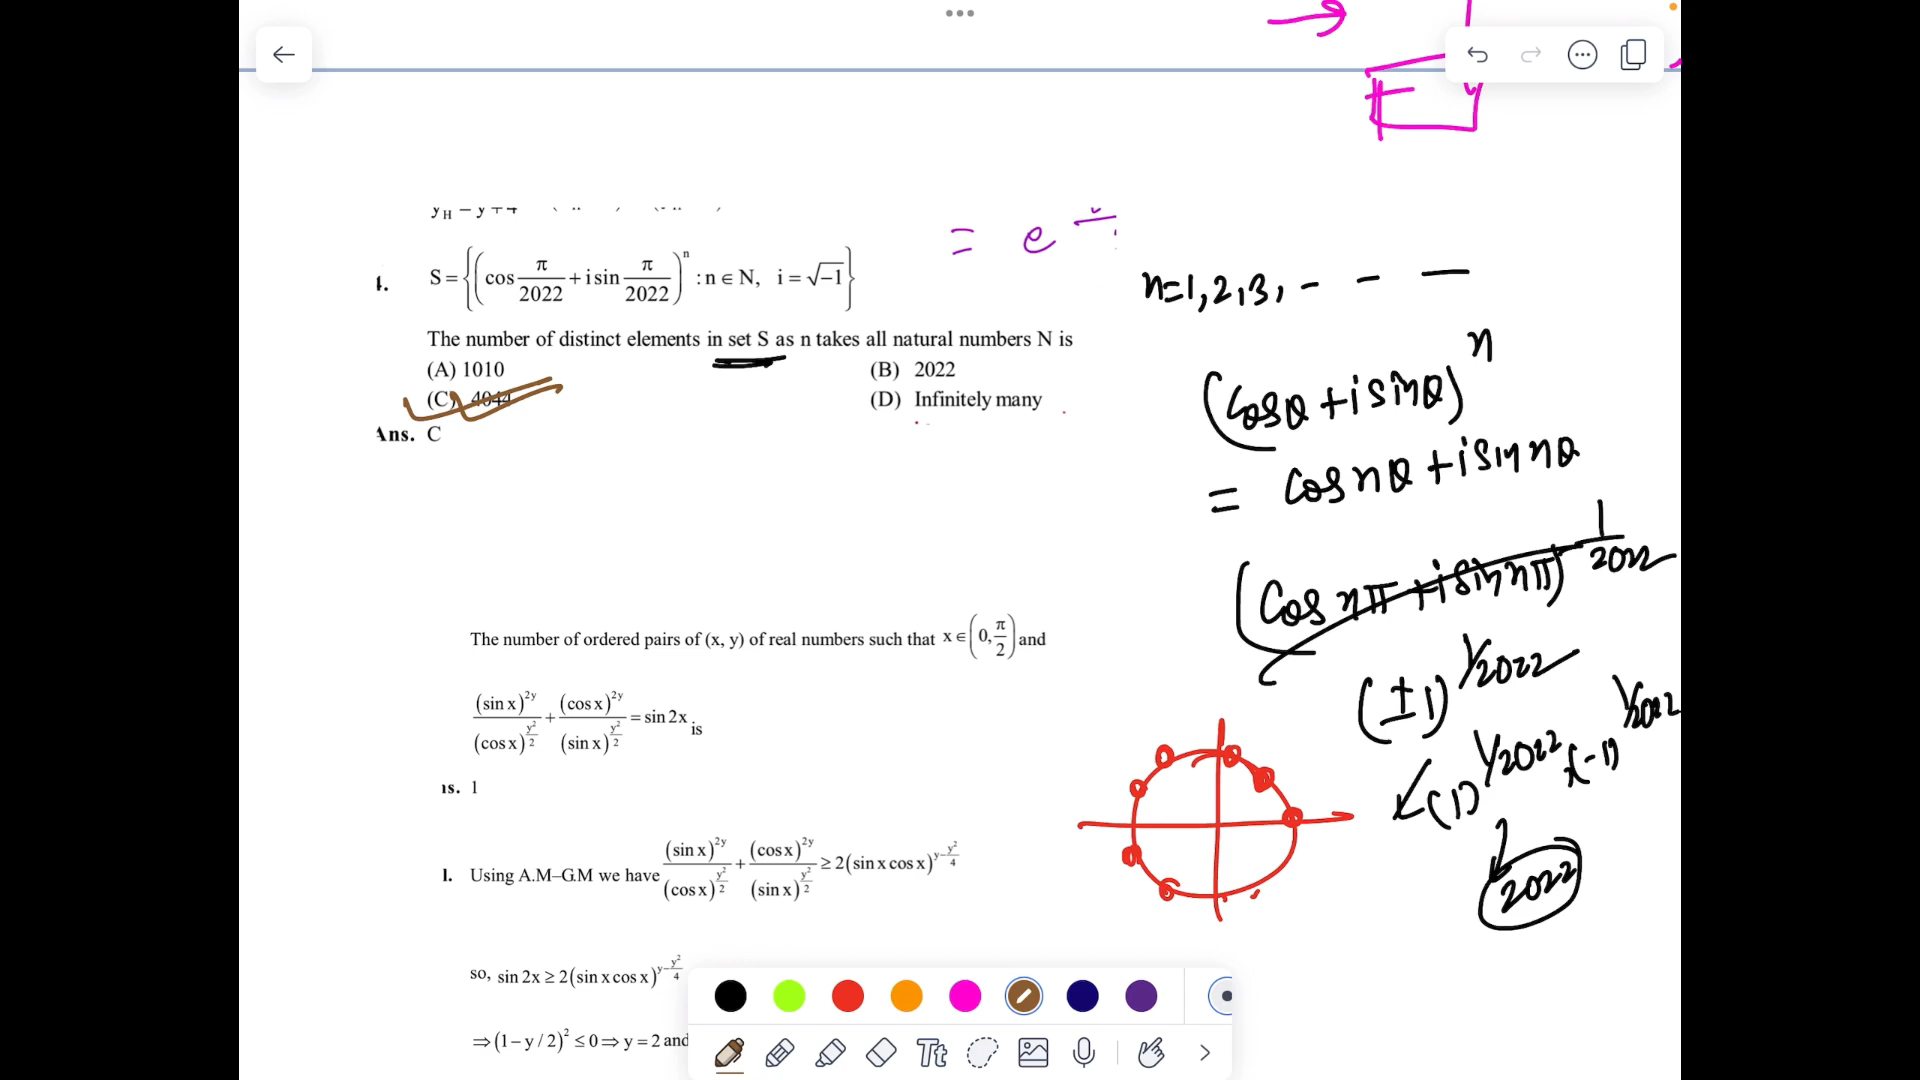 y_H = y + 4
= e
4. S = {(cos π/2022 + i sin π/2022)^n : n ∈ N, i = √−1}
The number of distinct elements in set S as n takes all natural numbers N is
(A) 1010 (B) 2022
(C) 4044 (D) Infinitely many
Ans. C
n=1,2,3, - - —
(cosθ + i sinθ)^n
= cos nθ + i sin nθ
(cos nπ + i sin nπ)^1/2022
(±1)^1/2022
(1)^1/2022 (-1)^1/2022
2022
The number of ordered pairs of (x, y) of real numbers such that x ∈ (0, π/2) and
(sin x)^2y / (cos x)^(y²/2) + (cos x)^2y / (sin x)^(y²/2) = sin 2x is
ns. 1
l. Using A.M–G.M we have (sin x)^2y / (cos x)^(y²/2) + (cos x)^2y / (sin x)^(y²/2) ≥ 2(sin x cos x)^(y−y²/4)
so, sin 2x ≥ 2(sin x cos x)^(y−y²/4)
⇒ (1 − y / 2)² ≤ 0 ⇒ y = 2 and
Tt